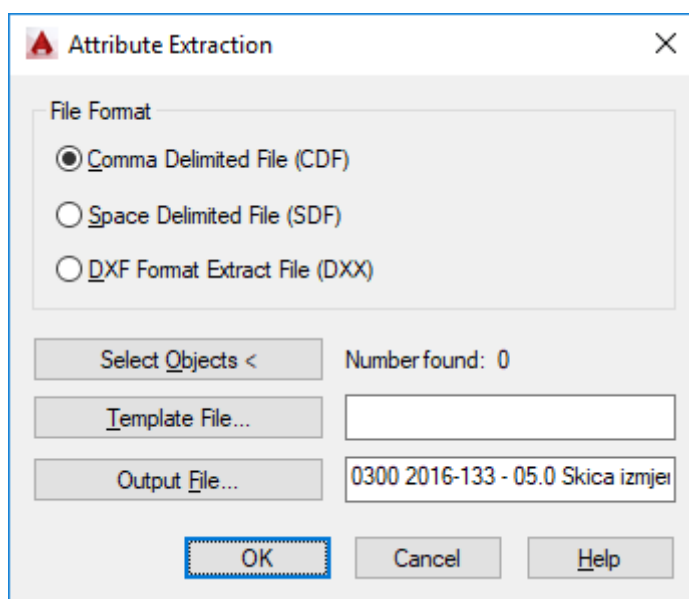 Attribute Extraction
File Format
Comma Delimited File (CDF)
Space Delimited File (SDF)
DXF Format Extract File (DXX)
Select Objects < Number found: 0
Template File...
Output File... 0300 2016-133 - 05.0 Skica izmjer
OK Cancel Help